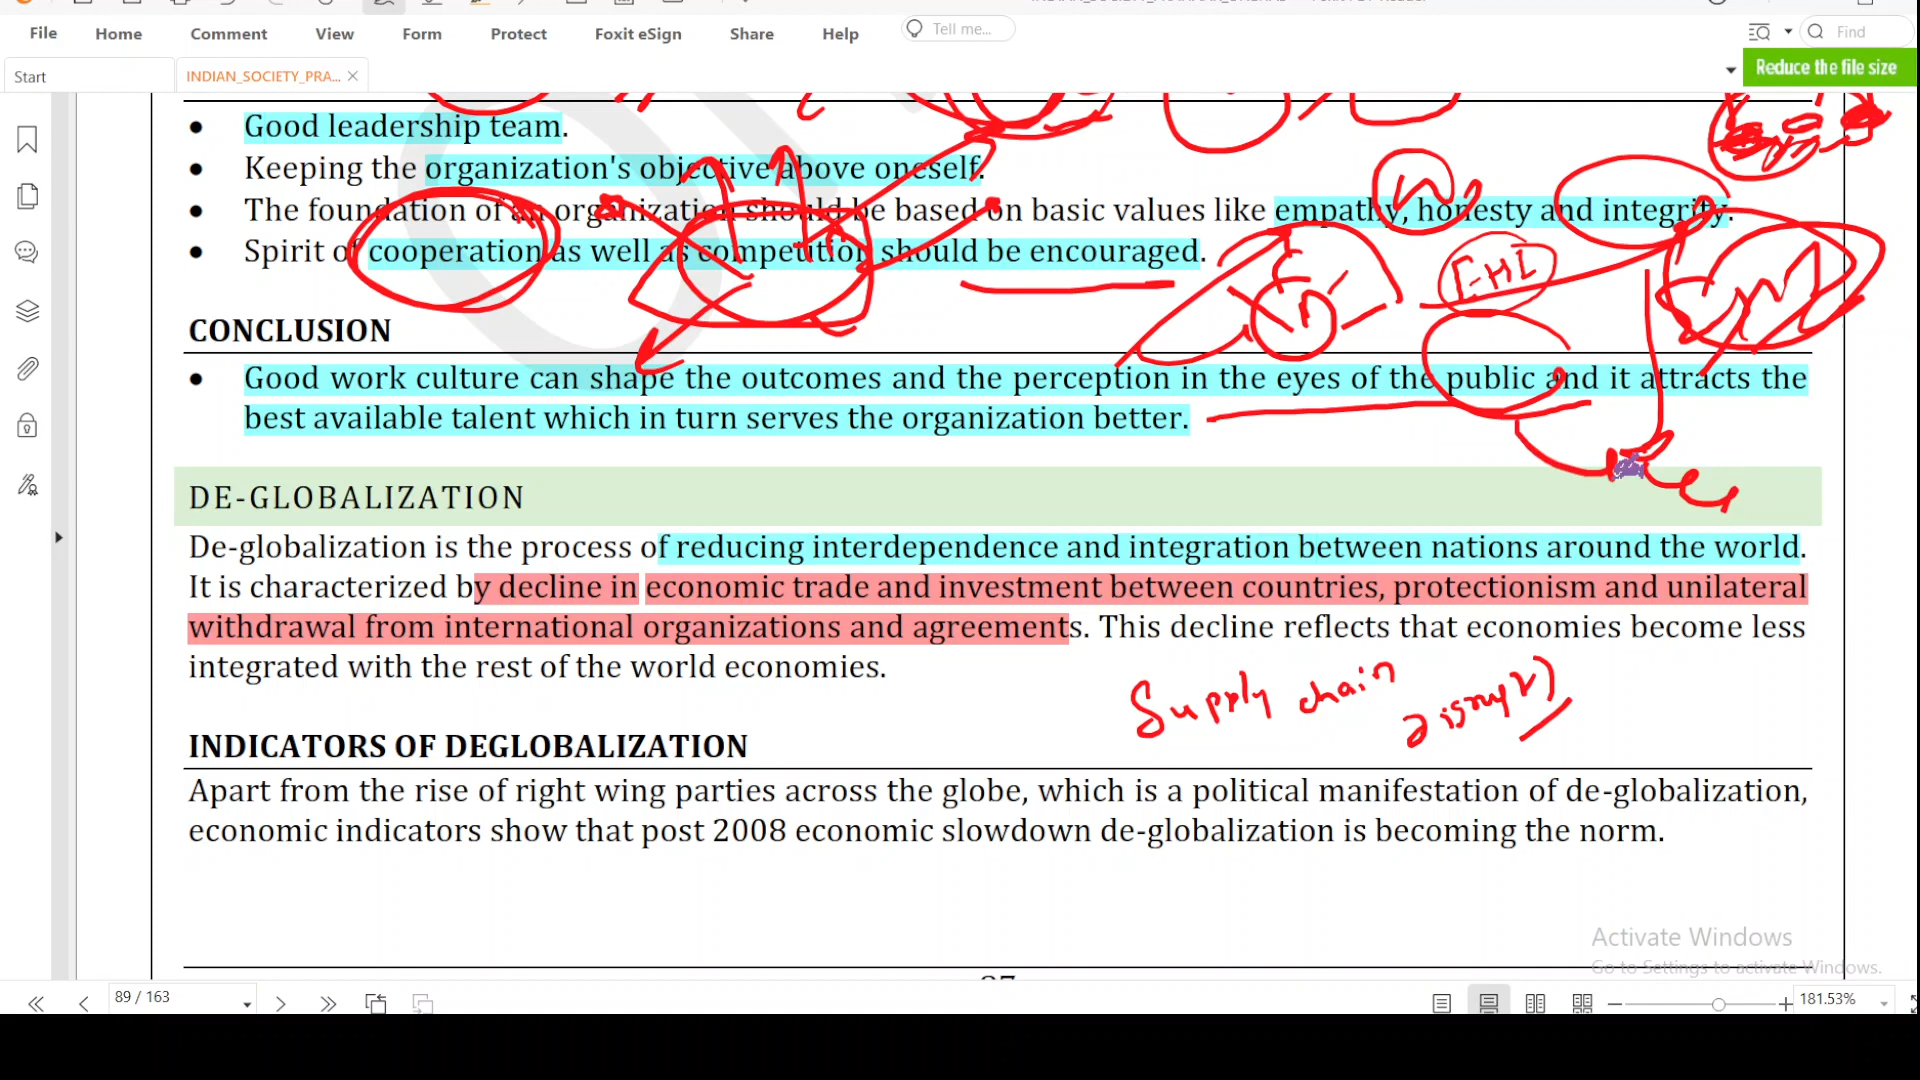 File Home Comment View Form Protect Foxit eSign Share Help Tell me... Find
Start INDIAN_SOCIETY_PRA... Reduce the file size
• Good leadership team.
• Keeping the organization's objective above oneself.
• The foundation of an organization should be based on basic values like empathy, honesty and integrity.
• Spirit of cooperation as well as competition should be encouraged.
EHI
CONCLUSION
• Good work culture can shape the outcomes and the perception in the eyes of the public and it attracts the
best available talent which in turn serves the organization better.
DE-GLOBALIZATION
De-globalization is the process of reducing interdependence and integration between nations around the world.
It is characterized by decline in economic trade and investment between countries, protectionism and unilateral
withdrawal from international organizations and agreements. This decline reflects that economies become less
integrated with the rest of the world economies.
Supply chain
INDICATORS OF DEGLOBALIZATION
Apart from the rise of right wing parties across the globe, which is a political manifestation of de-globalization,
economic indicators show that post 2008 economic slowdown de-globalization is becoming the norm.
Activate Windows
Go to Settings to activate Windows.
89 / 163 181.53%